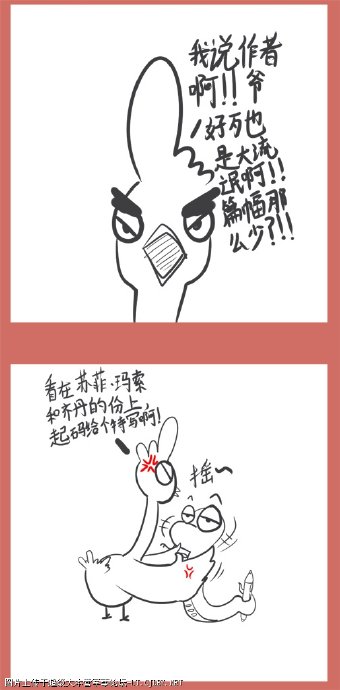 我说作者
啊!!爷
好歹也
是大流
氓啊!!
篇幅那
么少?!!
看在苏菲·玛索
和齐丹的份上,
起码给个特写啊!
摇~